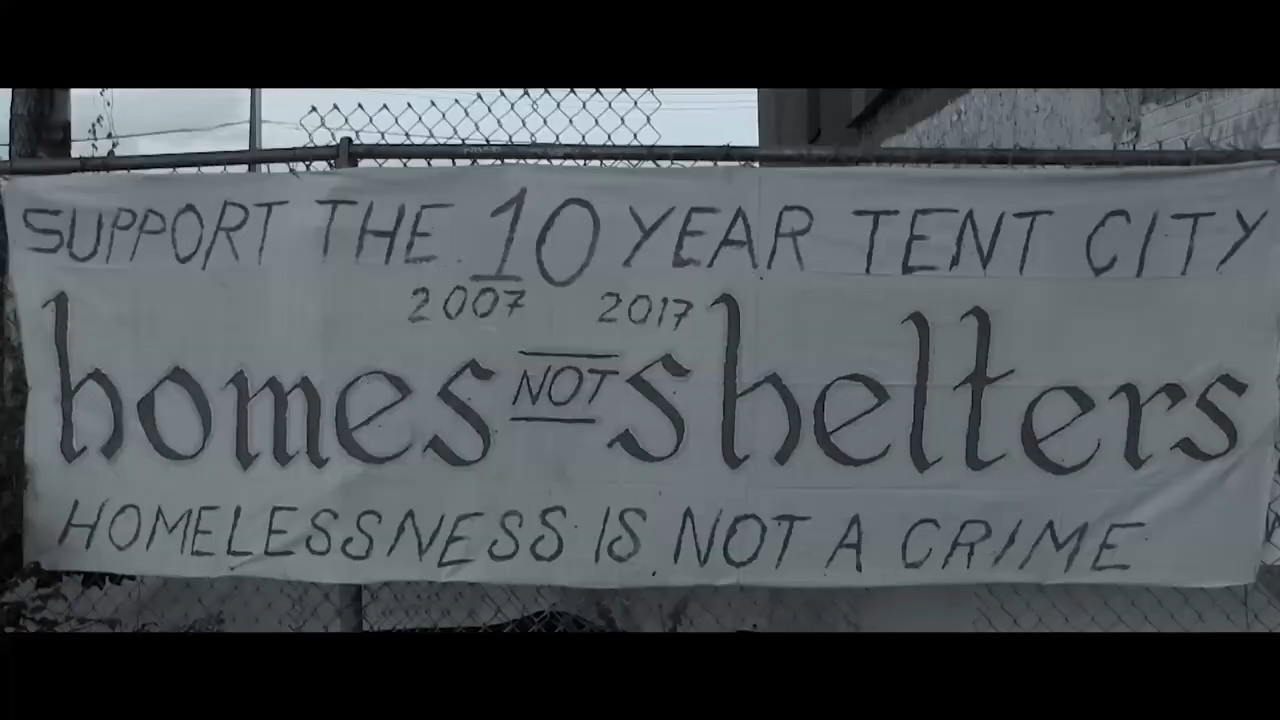 SUPPORT THE 10 YEAR TENT CITY
2007 2017
homes NOT shelters
HOMELESSNESS IS NOT A CRIME